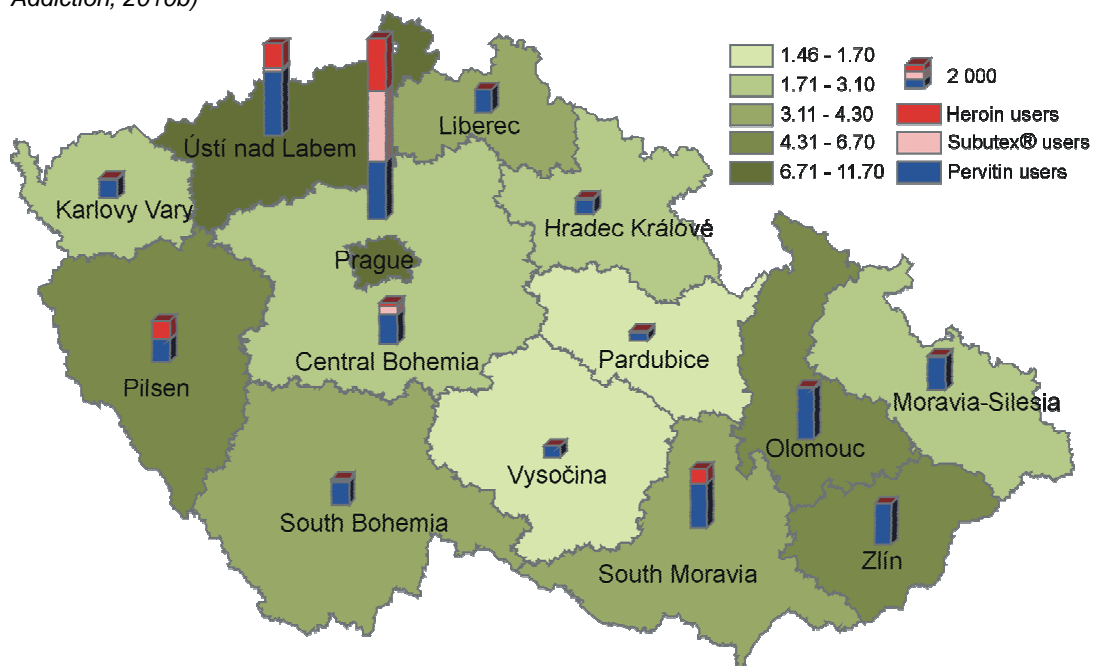 Addiction, 2010b)
1.46 - 1.70
1.71 - 3.10
3.11 - 4.30
4.31 - 6.70
6.71 - 11.70
2 000
Heroin users
Subutex® users
Pervitin users
Liberec
Ústí nad Labem
Karlovy Vary
Hradec Králové
Prague
Central Bohemia
Pardubice
Pilsen
Moravia-Silesia
Olomouc
Vysočina
South Bohemia
Zlín
South Moravia